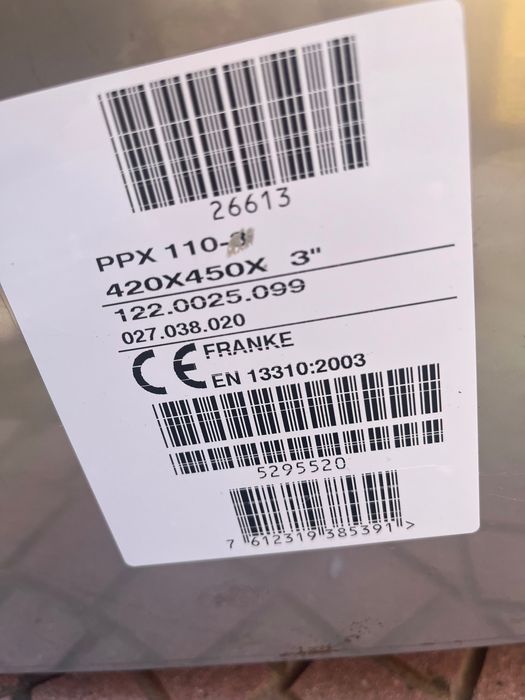 26613
PPX 110-
420X450X 3"
122.0025.099
027.038.020
CE FRANKE
EN 13310:2003
5295520
7 612319 385391 >